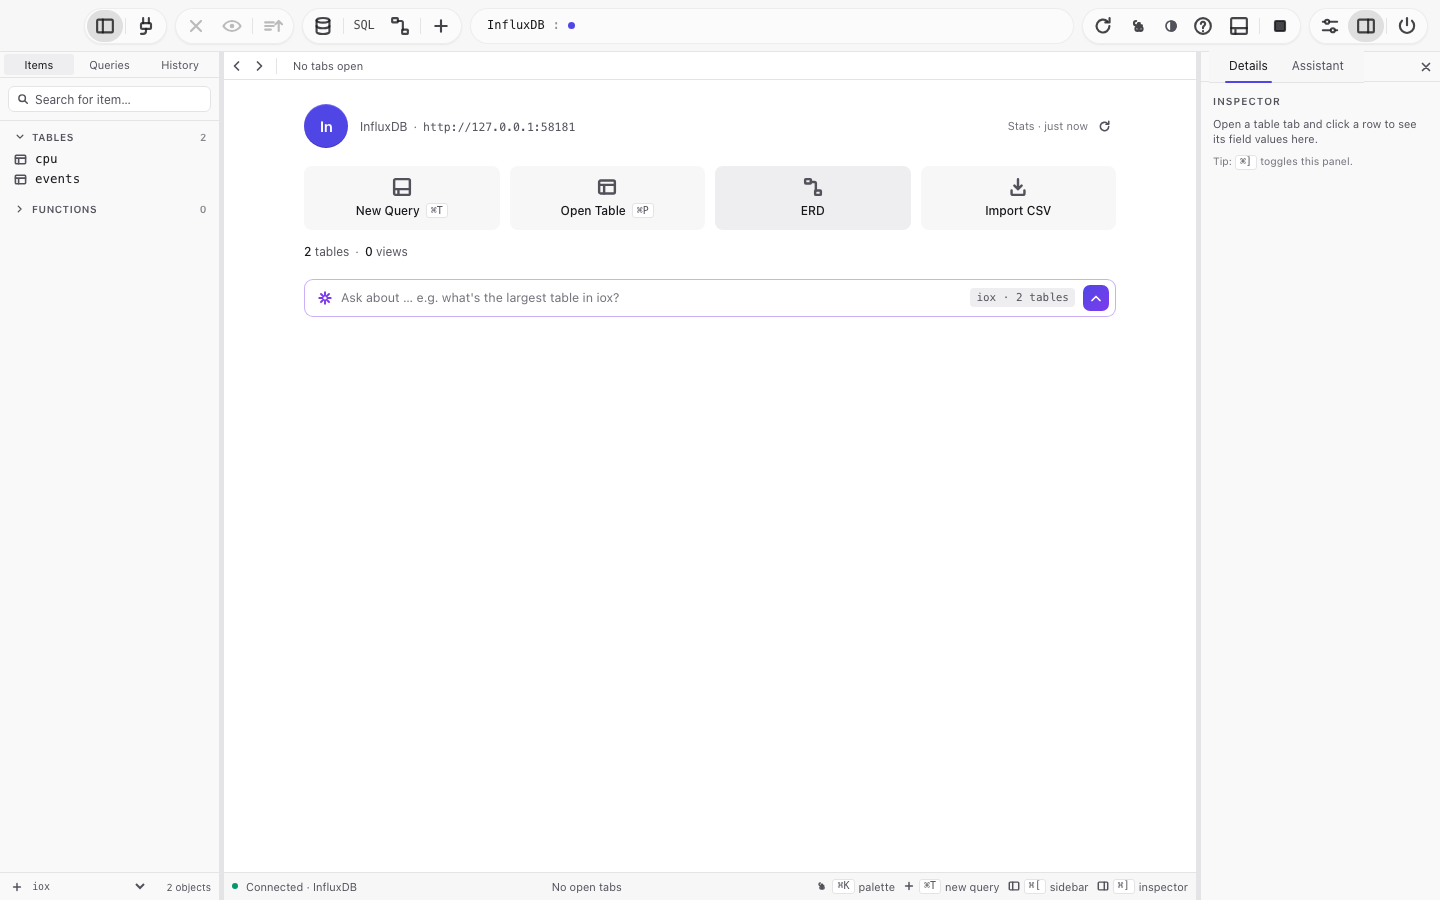 SQL
InfluxDB :
Items Queries History
No tabs open
Details Assistant
Search for item...
TABLES 2
cpu
events
FUNCTIONS 0
In
InfluxDB · http://127.0.0.1:58181
Stats · just now
New Query ⌘T
Open Table ⌘P
ERD
Import CSV
2 tables · 0 views
Ask about ... e.g. what's the largest table in iox?
iox · 2 tables
INSPECTOR
Open a table tab and click a row to see
its field values here.
Tip: ⌘] toggles this panel.
iox 2 objects
Connected · InfluxDB
No open tabs
⌘K palette ⌘T new query ⌘[ sidebar ⌘] inspector